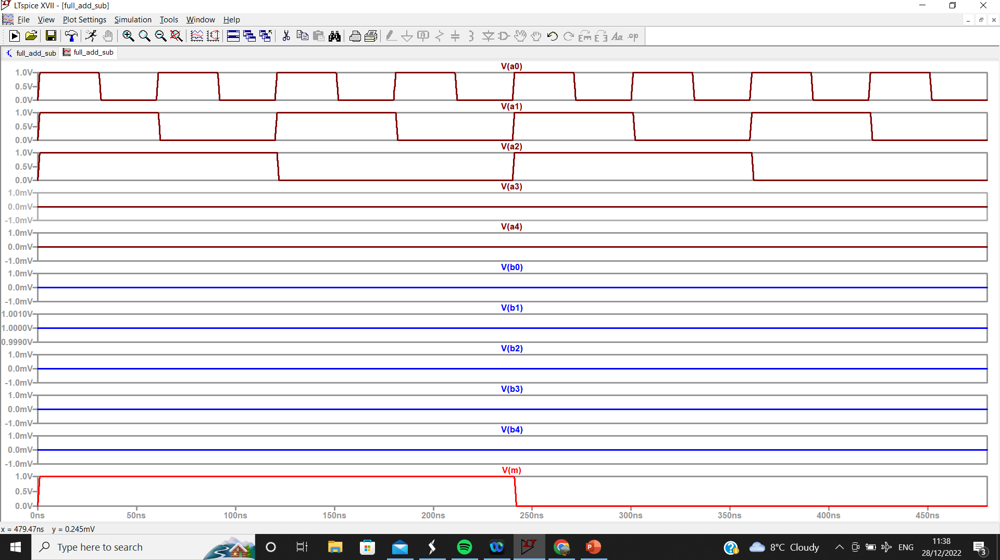 LTspice XVII - [full_add_sub]
File View Plot Settings Simulation Tools Window Help
full_add_sub full_add_sub
V(a0)
1.0V
0.5V
0.0V
V(a1)
1.0V
0.5V
0.0V
V(a2)
1.0V
0.5V
0.0V
V(a3)
1.0mV
0.0mV
-1.0mV
V(a4)
1.0mV
0.0mV
-1.0mV
V(b0)
1.0mV
0.0mV
-1.0mV
V(b1)
1.0010V
1.0000V
0.9990V
V(b2)
1.0mV
0.0mV
-1.0mV
V(b3)
1.0mV
0.0mV
-1.0mV
V(b4)
1.0mV
0.0mV
-1.0mV
V(m)
1.0V
0.5V
0.0V
0ns 50ns 100ns 150ns 200ns 250ns 300ns 350ns 400ns 450ns
x = 479.47ns y = 0.245mV
Type here to search
8°C Cloudy
ENG
11:38
28/12/2022
3